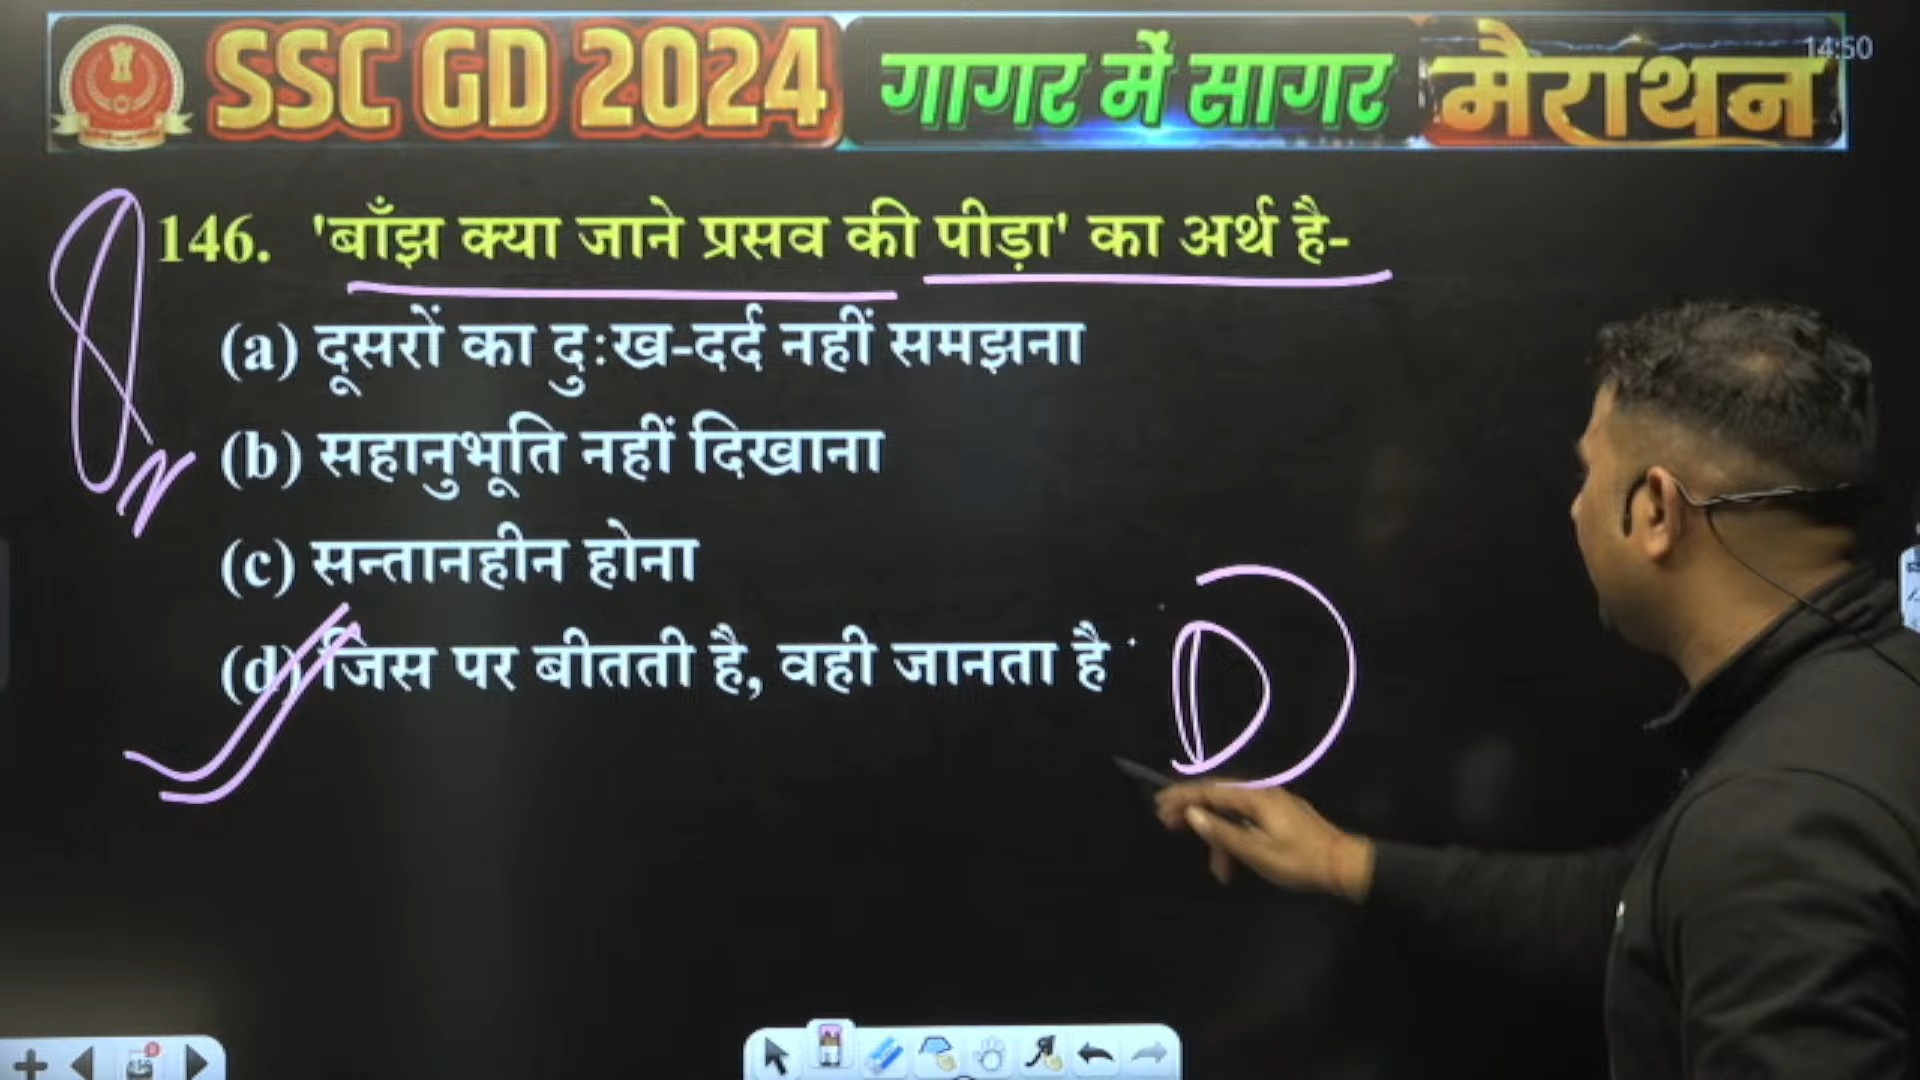 SSC GD 2024 गागर में सागर मैराथन
14:50
146. 'बाँझ क्या जाने प्रसव की पीड़ा' का अर्थ है-
(a) दूसरों का दुःख-दर्द नहीं समझना
(b) सहानुभूति नहीं दिखाना
(c) सन्तानहीन होना
(d) जिस पर बीतती है, वही जानता है
D